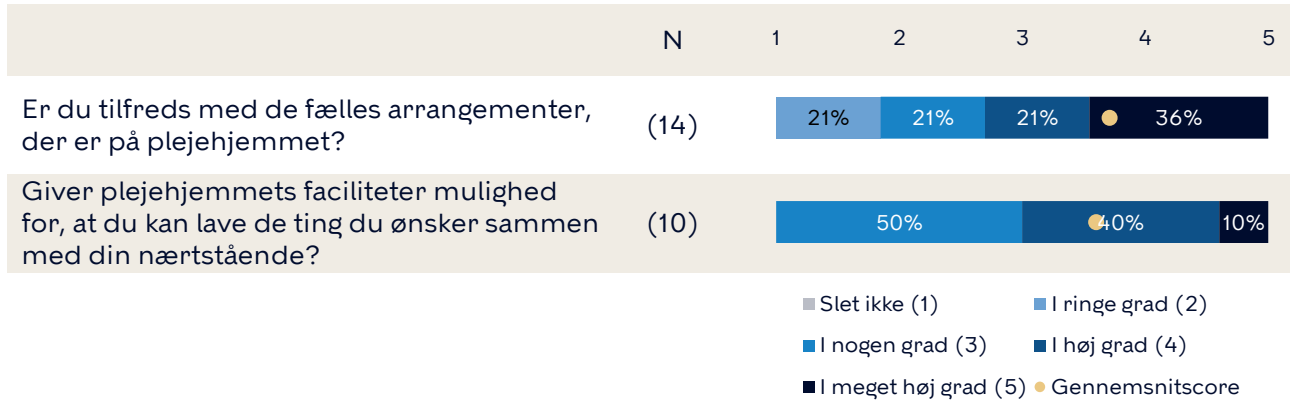 N 1 2 3 4 5
Er du tilfreds med de fælles arrangementer,
der er på plejehjemmet?
(14)
21% 21% 21% 36%
Giver plejehjemmets faciliteter mulighed
for, at du kan lave de ting du ønsker sammen
med din nærtstående?
(10)
50% 40% 10%
Slet ikke (1) I ringe grad (2)
I nogen grad (3) I høj grad (4)
I meget høj grad (5) Gennemsnitscore